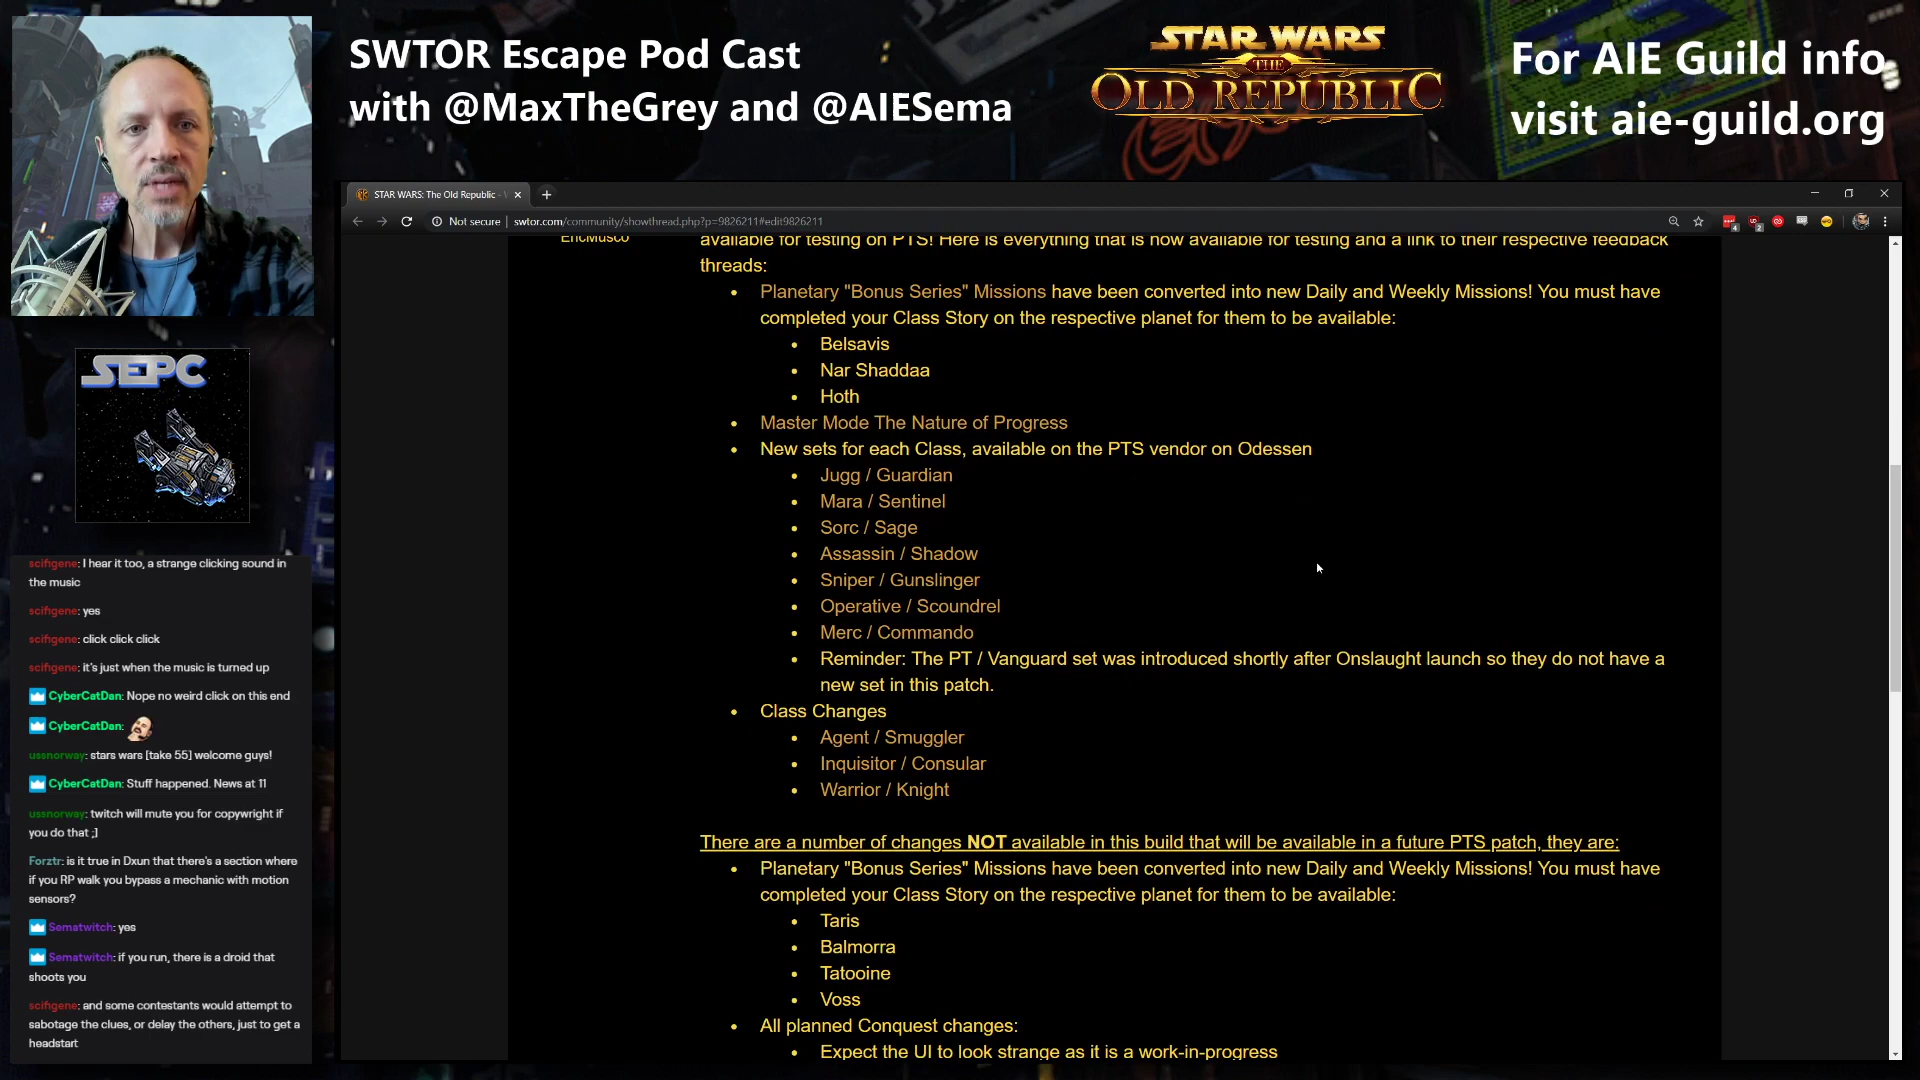 SWTOR Escape Pod Cast
with @MaxTheGrey and @AIESema
STAR WARS
THE
OLD REPUBLIC
For AIE Guild info
visit aie-guild.org
SEPC
scifigene: I hear it too, a strange clicking sound in
the music
scifigene: yes
scifigene: click click click
scifigene: it's just when the music is turned up
CyberCatDan: Nope no weird click on this end
CyberCatDan:
ussnorway: stars wars [take 55] welcome guys!
CyberCatDan: Stuff happened. News at 11
ussnorway: twitch will mute you for copywright if
you do that ;]
Forztr: is it true in Dxun that there's a section where
if you RP walk you bypass a mechanic with motion
sensors?
Sematwitch: yes
Sematwitch: if you run, there is a droid that
shoots you
scifigene: and some contestants would attempt to
sabotage the clues, or delay the others, just to get a
headstart
STAR WARS: The Old Republic -
Not secure | swtor.com/community/showthread.php?p=9826211#edit9826211
EricMusco
available for testing on PTS! Here is everything that is now available for testing and a link to their respective feedback
threads:
• Planetary "Bonus Series" Missions have been converted into new Daily and Weekly Missions! You must have
completed your Class Story on the respective planet for them to be available:
• Belsavis
• Nar Shaddaa
• Hoth
• Master Mode The Nature of Progress
• New sets for each Class, available on the PTS vendor on Odessen
• Jugg / Guardian
• Mara / Sentinel
• Sorc / Sage
• Assassin / Shadow
• Sniper / Gunslinger
• Operative / Scoundrel
• Merc / Commando
• Reminder: The PT / Vanguard set was introduced shortly after Onslaught launch so they do not have a
new set in this patch.
• Class Changes
• Agent / Smuggler
• Inquisitor / Consular
• Warrior / Knight
There are a number of changes NOT available in this build that will be available in a future PTS patch, they are:
• Planetary "Bonus Series" Missions have been converted into new Daily and Weekly Missions! You must have
completed your Class Story on the respective planet for them to be available:
• Taris
• Balmorra
• Tatooine
• Voss
• All planned Conquest changes:
• Expect the UI to look strange as it is a work-in-progress